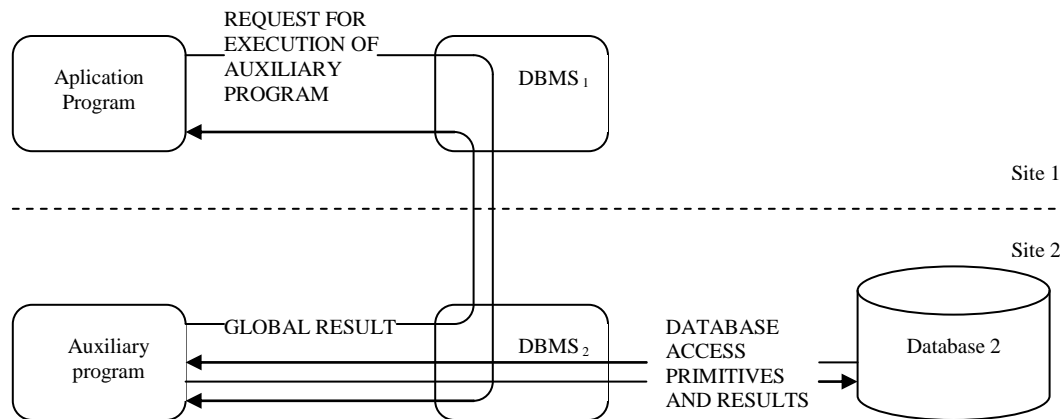 REQUEST FOR
EXECUTION OF
AUXILIARY
PROGRAM
Aplication
Program
DBMS 1
Site 1
Site 2
GLOBAL RESULT
Auxiliary
program
DBMS 2
DATABASE
ACCESS
PRIMITIVES
AND RESULTS
Database 2